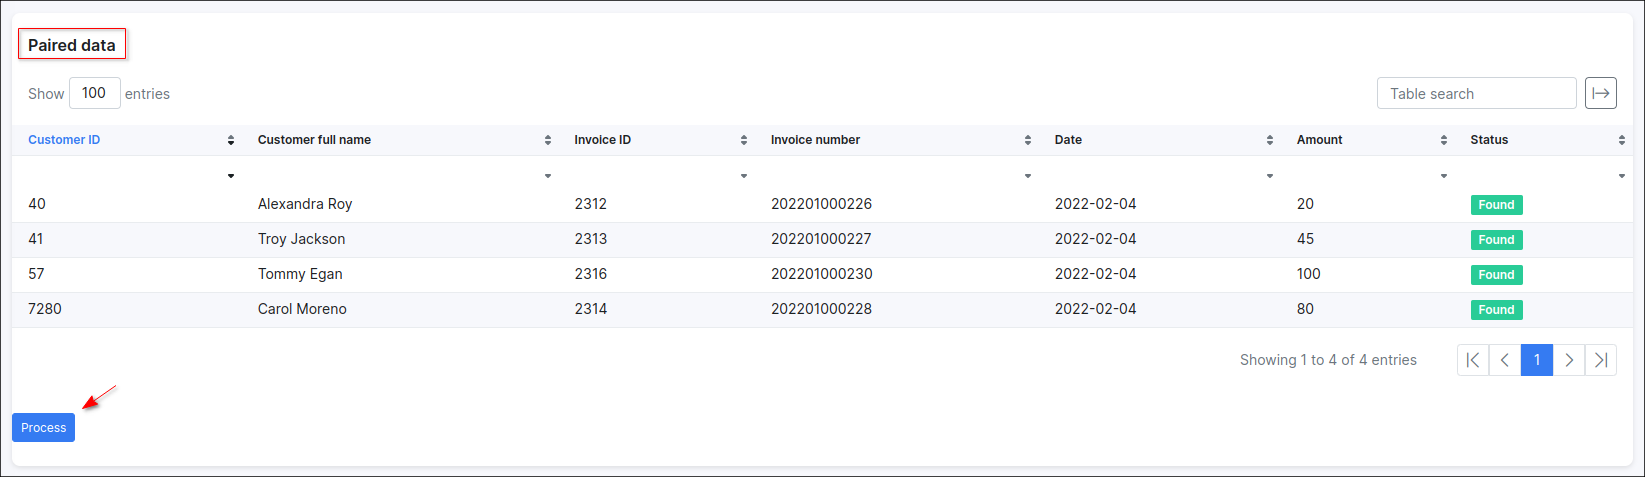 Paired data
Show 100 entries
Table search
Customer ID Customer full name Invoice ID Invoice number Date Amount Status
40 Alexandra Roy 2312 202201000226 2022-02-04 20 Found
41 Troy Jackson 2313 202201000227 2022-02-04 45 Found
57 Tommy Egan 2316 202201000230 2022-02-04 100 Found
7280 Carol Moreno 2314 202201000228 2022-02-04 80 Found
Showing 1 to 4 of 4 entries 1
Process